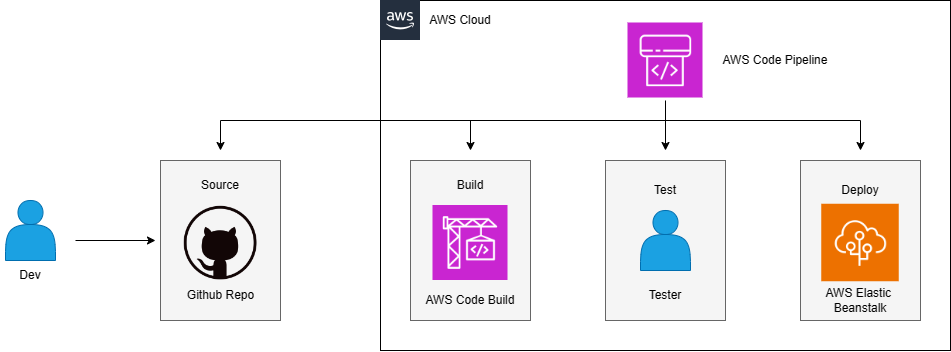 aws
AWS Cloud
AWS Code Pipeline
Source
Build
Test
Deploy
</>
</>
Dev
Github Repo
AWS Code Build
Tester
AWS Elastic
Beanstalk